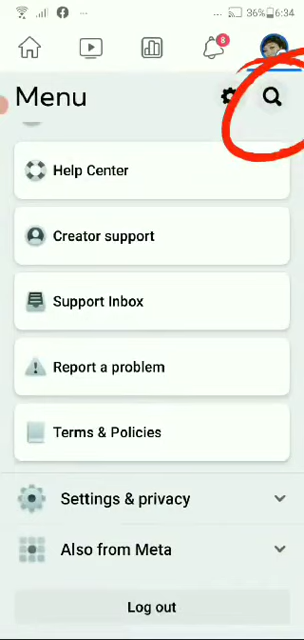 ... 36% 6:34
8
Menu
Help Center
Creator support
Support Inbox
Report a problem
Terms & Policies
Settings & privacy
Also from Meta
Log out